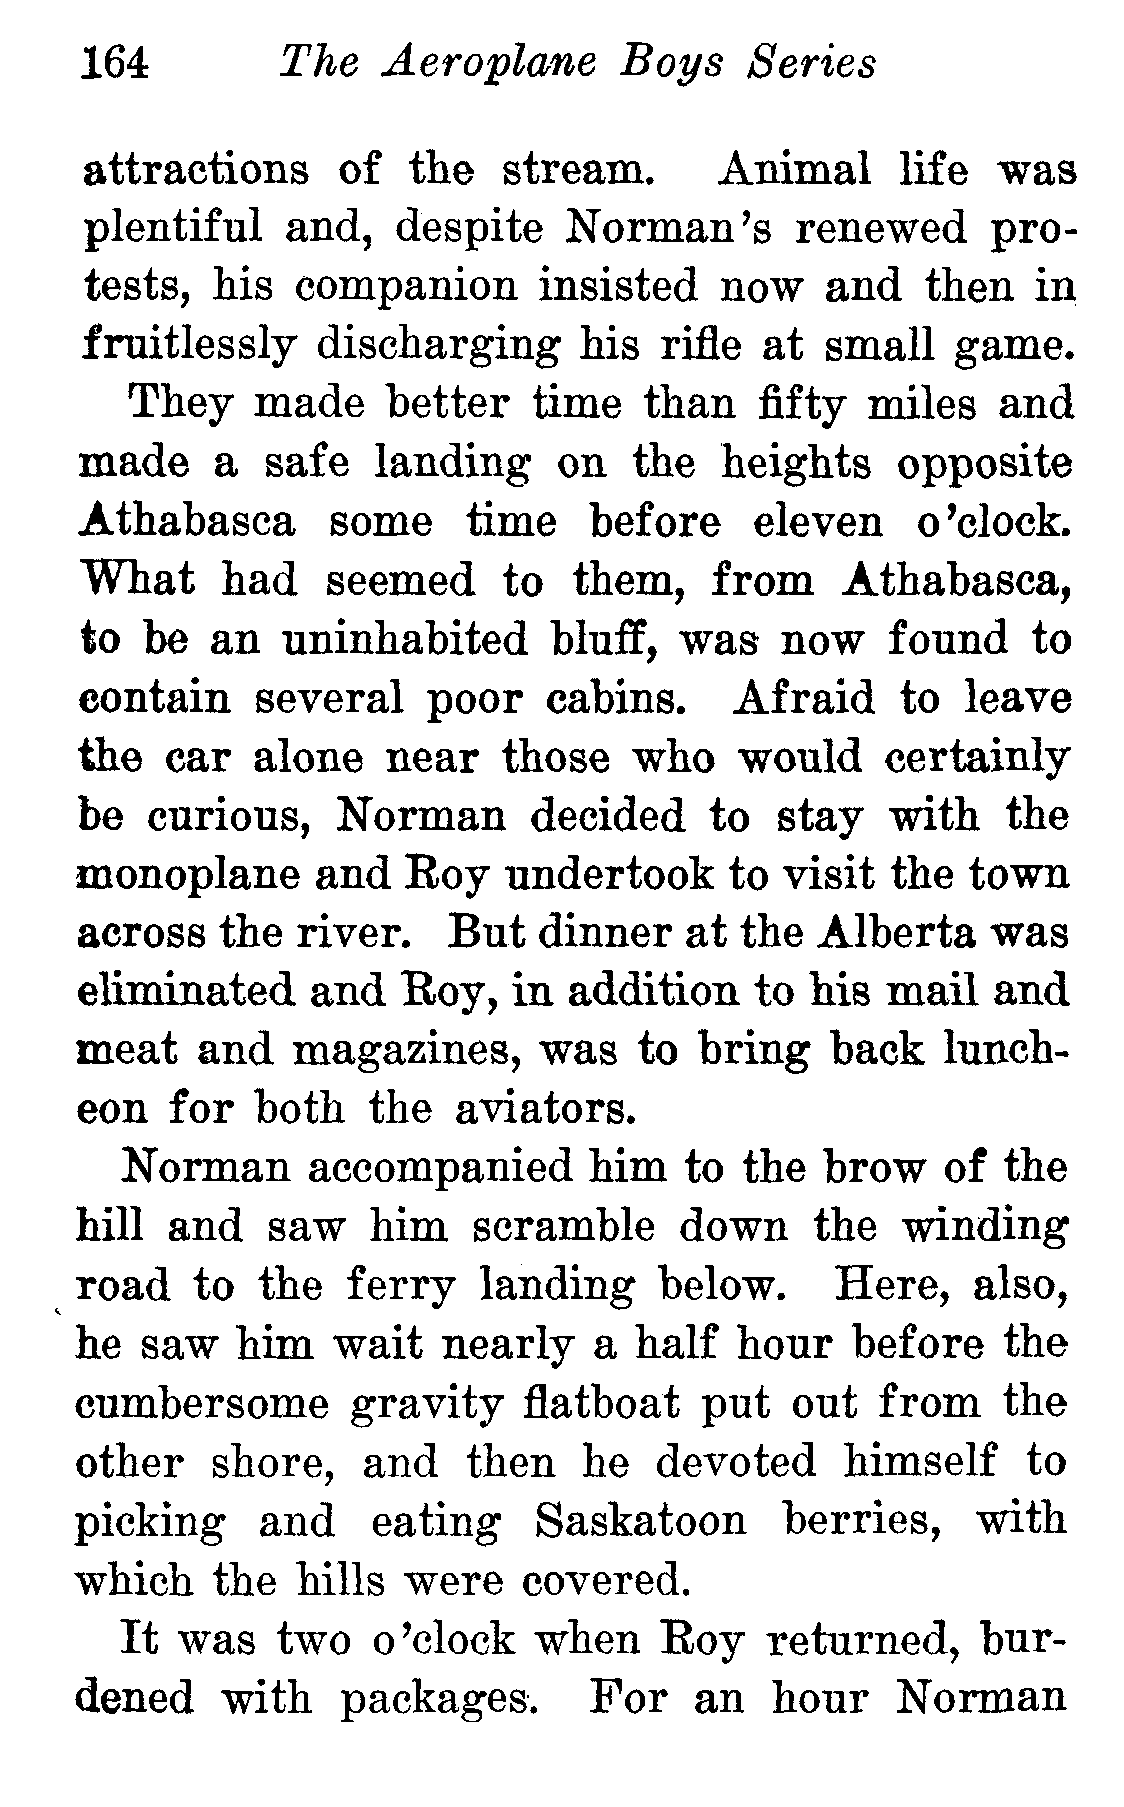 164 The Aeroplane Boys Series
attractions of the stream. Animal life was
plentiful and, despite Norman's renewed pro-
tests, his companion insisted now and then in
fruitlessly discharging his rifle at small game.
They made better time than fifty miles and
made a safe landing on the heights opposite
Athabasca some time before eleven o'clock.
What had seemed to them, from Athabasca,
to be an uninhabited bluff, was now found to
contain several poor cabins. Afraid to leave
the car alone near those who would certainly
be curious, Norman decided to stay with the
monoplane and Roy undertook to visit the town
across the river. But dinner at the Alberta was
eliminated and Roy, in addition to his mail and
meat and magazines, was to bring back lunch-
eon for both the aviators.
Norman accompanied him to the brow of the
hill and saw him scramble down the winding
road to the ferry landing below. Here, also,
he saw him wait nearly a half hour before the
cumbersome gravity flatboat put out from the
other shore, and then he devoted himself to
picking and eating Saskatoon berries, with
which the hills were covered.
It was two o'clock when Roy returned, bur-
dened with packages. For an hour Norman